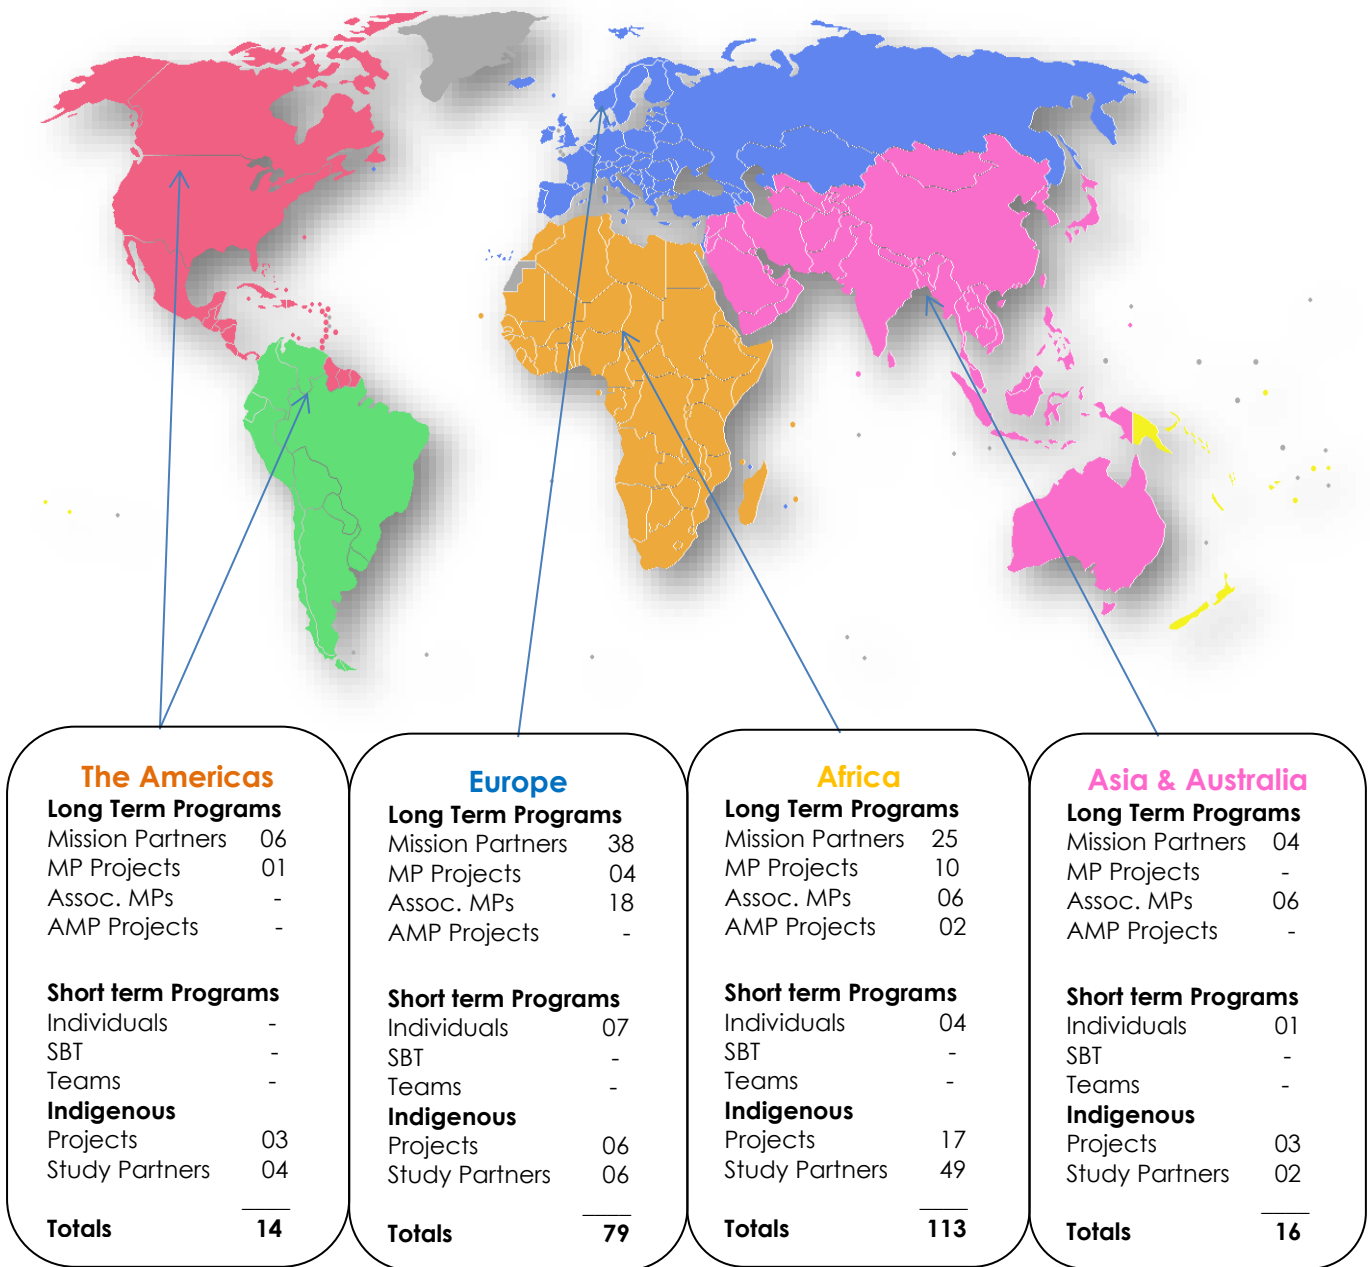 The Americas
Long Term Programs
Mission Partners 06
MP Projects 01
Assoc. MPs -
AMP Projects -
Short term Programs
Individuals -
SBT -
Teams -
Indigenous
Projects 03
Study Partners 04
Totals 14
Europe
Long Term Programs
Mission Partners 38
MP Projects 04
Assoc. MPs 18
AMP Projects -
Short term Programs
Individuals 07
SBT -
Teams -
Indigenous
Projects 06
Study Partners 06
Totals 79
Africa
Long Term Programs
Mission Partners 25
MP Projects 10
Assoc. MPs 06
AMP Projects 02
Short term Programs
Individuals 04
SBT -
Teams -
Indigenous
Projects 17
Study Partners 49
Totals 113
Asia & Australia
Long Term Programs
Mission Partners 04
MP Projects -
Assoc. MPs 06
AMP Projects -
Short term Programs
Individuals 01
SBT -
Teams -
Indigenous
Projects 03
Study Partners 02
Totals 16